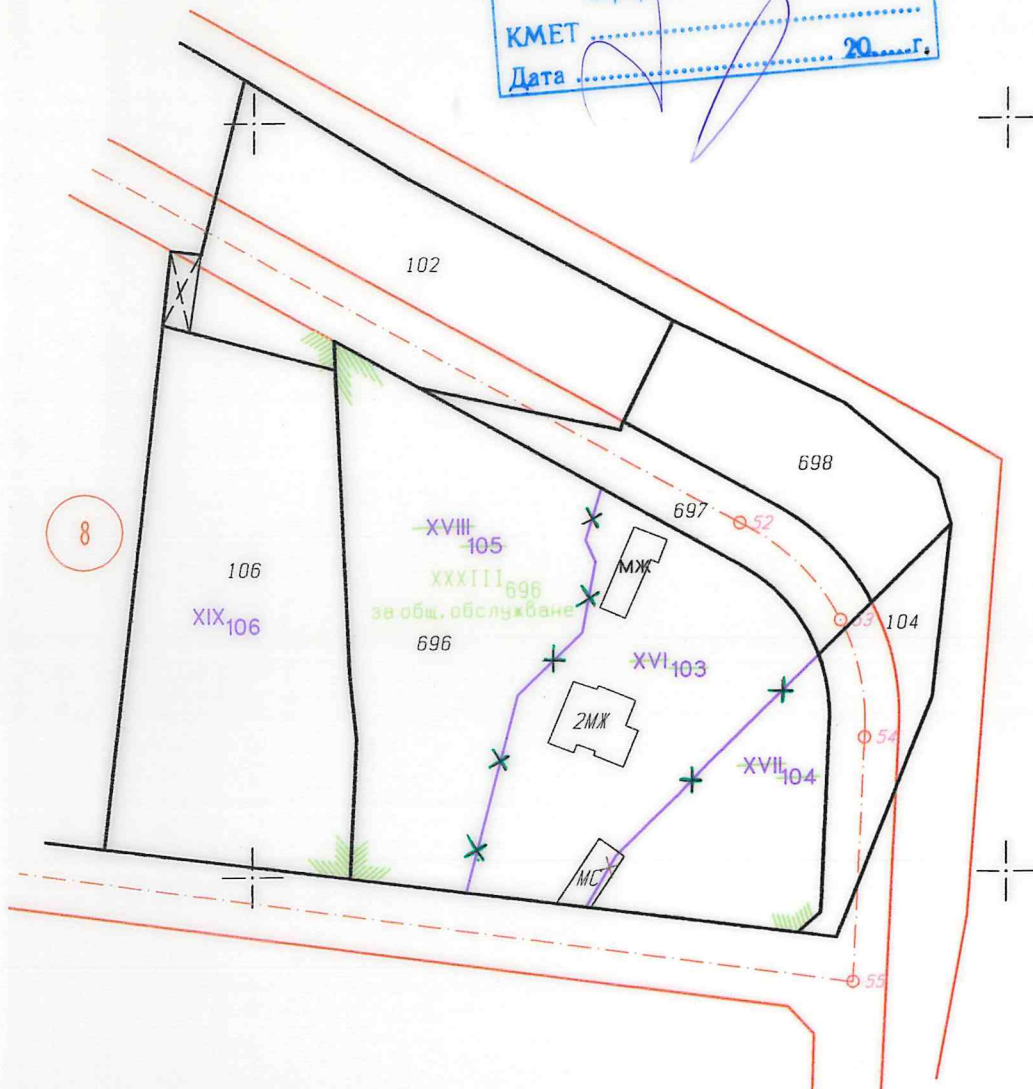 КМЕТ
Дата 20 г.
102
698
697
52
8
XVIII 105
МЖ
106
XXXIII 696
за общ. обслужване
53
104
XIX 106
696
XVI 103
2МЖ
54
XVII 104
МС
55